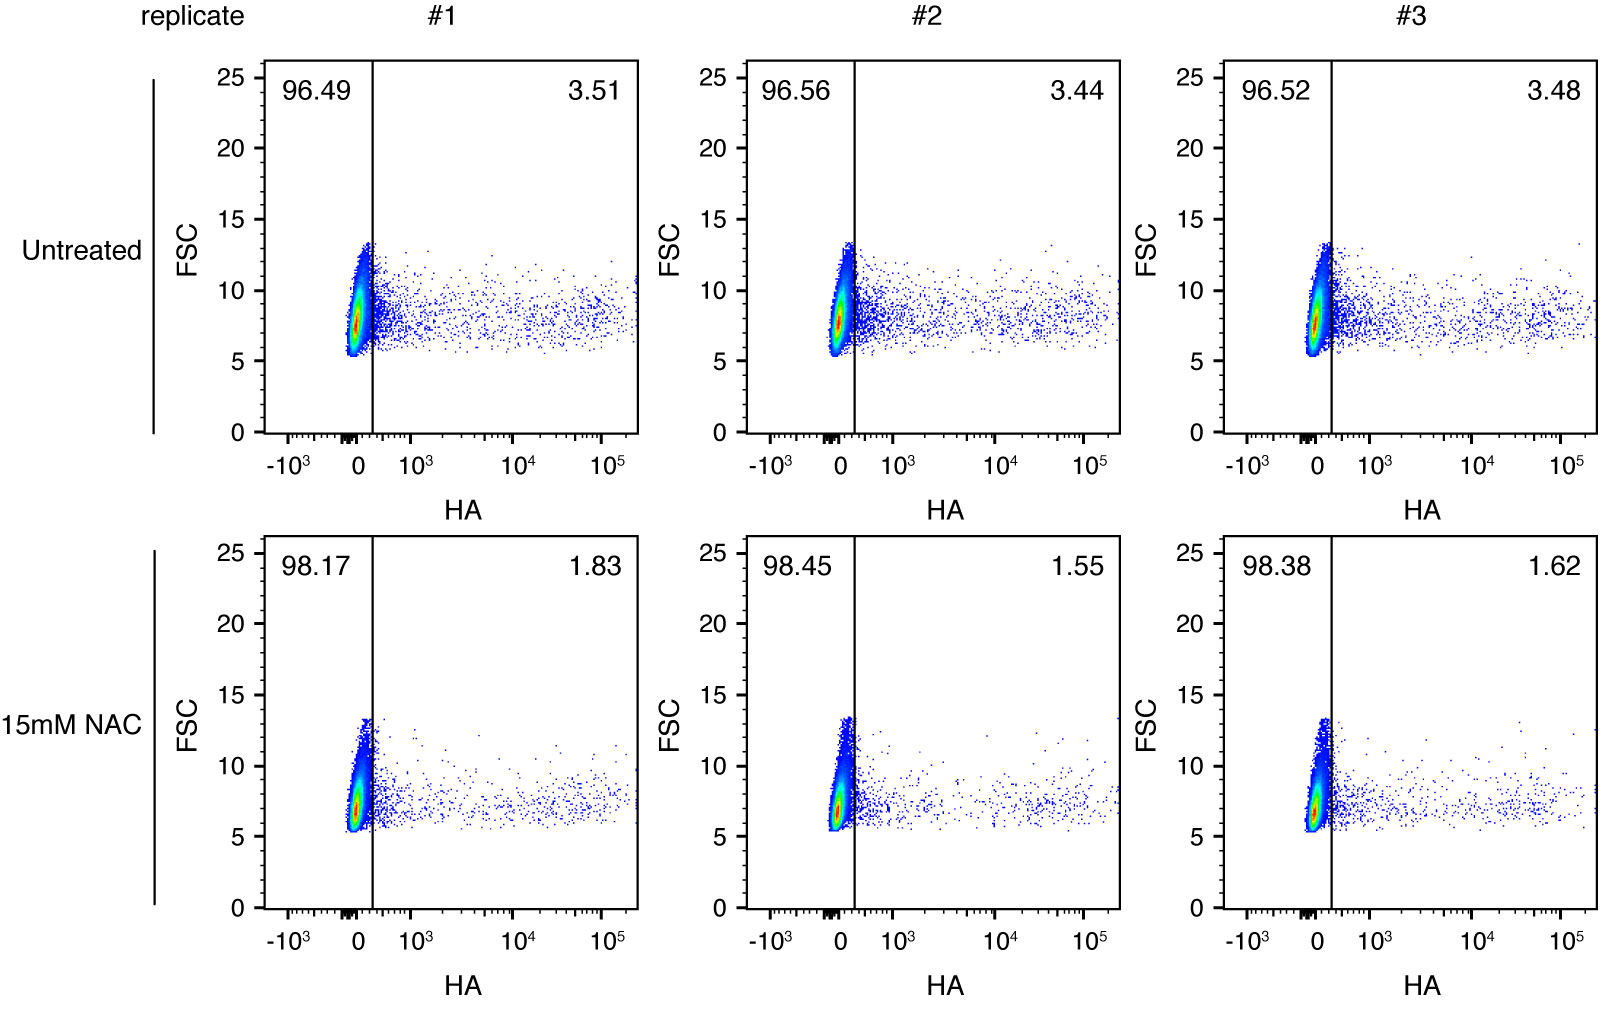 replicate #1 #2 #3
25 96.49 3.51 25 96.56 3.44 25 96.52 3.48
20 20 20
15 15 15
Untreated FSC FSC FSC
10 10 10
5 5 5
0 0 0
-10³ 0 10³ 10⁴ 10⁵ -10³ 0 10³ 10⁴ 10⁵ -10³ 0 10³ 10⁴ 10⁵
HA HA HA
25 98.17 1.83 25 98.45 1.55 25 98.38 1.62
20 20 20
15 15 15
15mM NAC FSC FSC FSC
10 10 10
5 5 5
0 0 0
-10³ 0 10³ 10⁴ 10⁵ -10³ 0 10³ 10⁴ 10⁵ -10³ 0 10³ 10⁴ 10⁵
HA HA HA